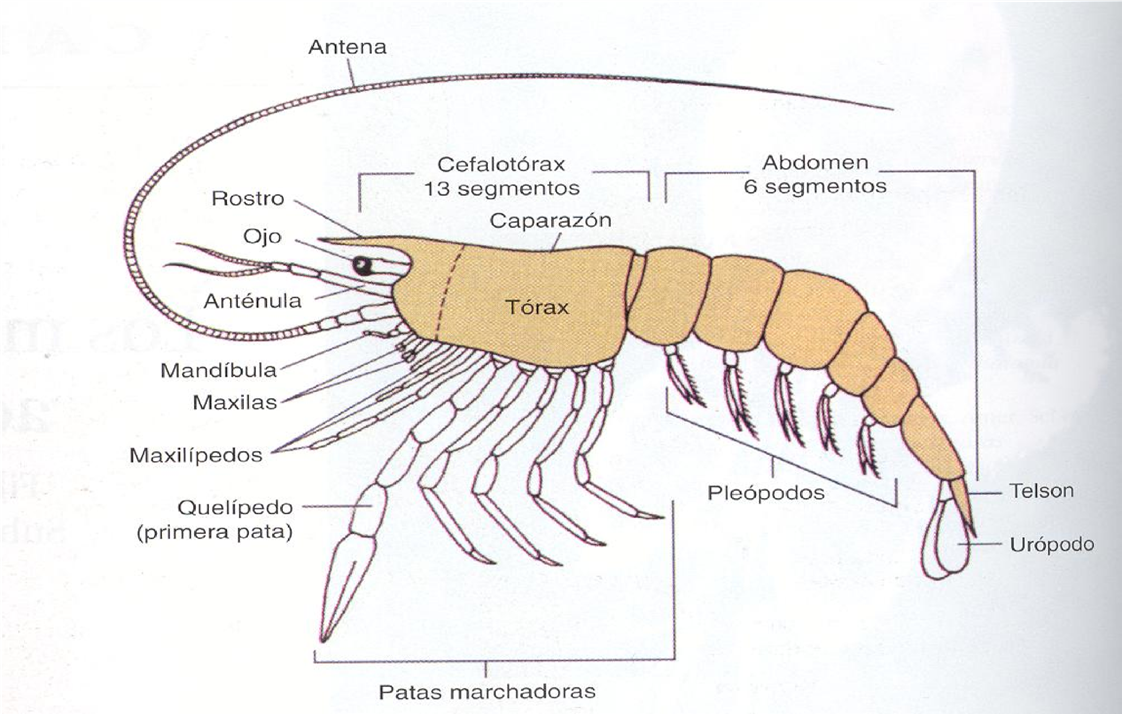 Antena
Cefalotórax
13 segmentos
Abdomen
6 segmentos
Rostro
Caparazón
Ojo
Anténula
Tórax
Mandíbula
Maxilas
Maxilípedos
Quelípedo
(primera pata)
Pleópodos
Telson
Urópodo
Patas marchadoras